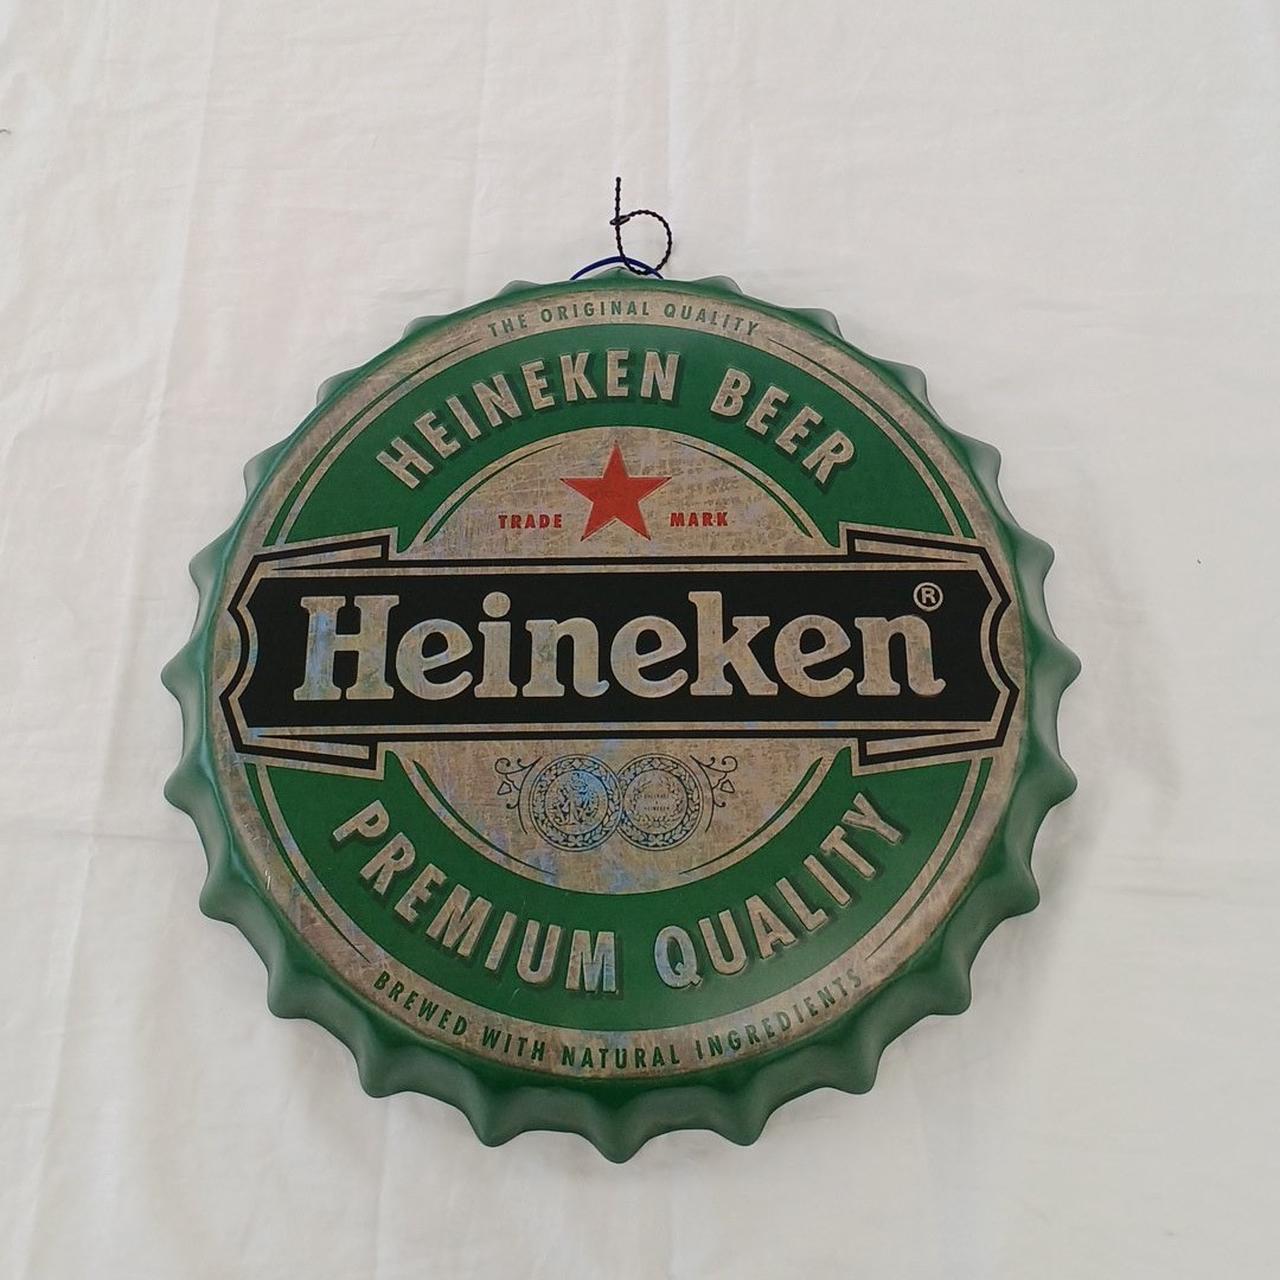 THE ORIGINAL QUALITY
HEINEKEN BEER
TRADE MARK
Heineken®
PREMIUM QUALITY
BREWED WITH NATURAL INGREDIENTS